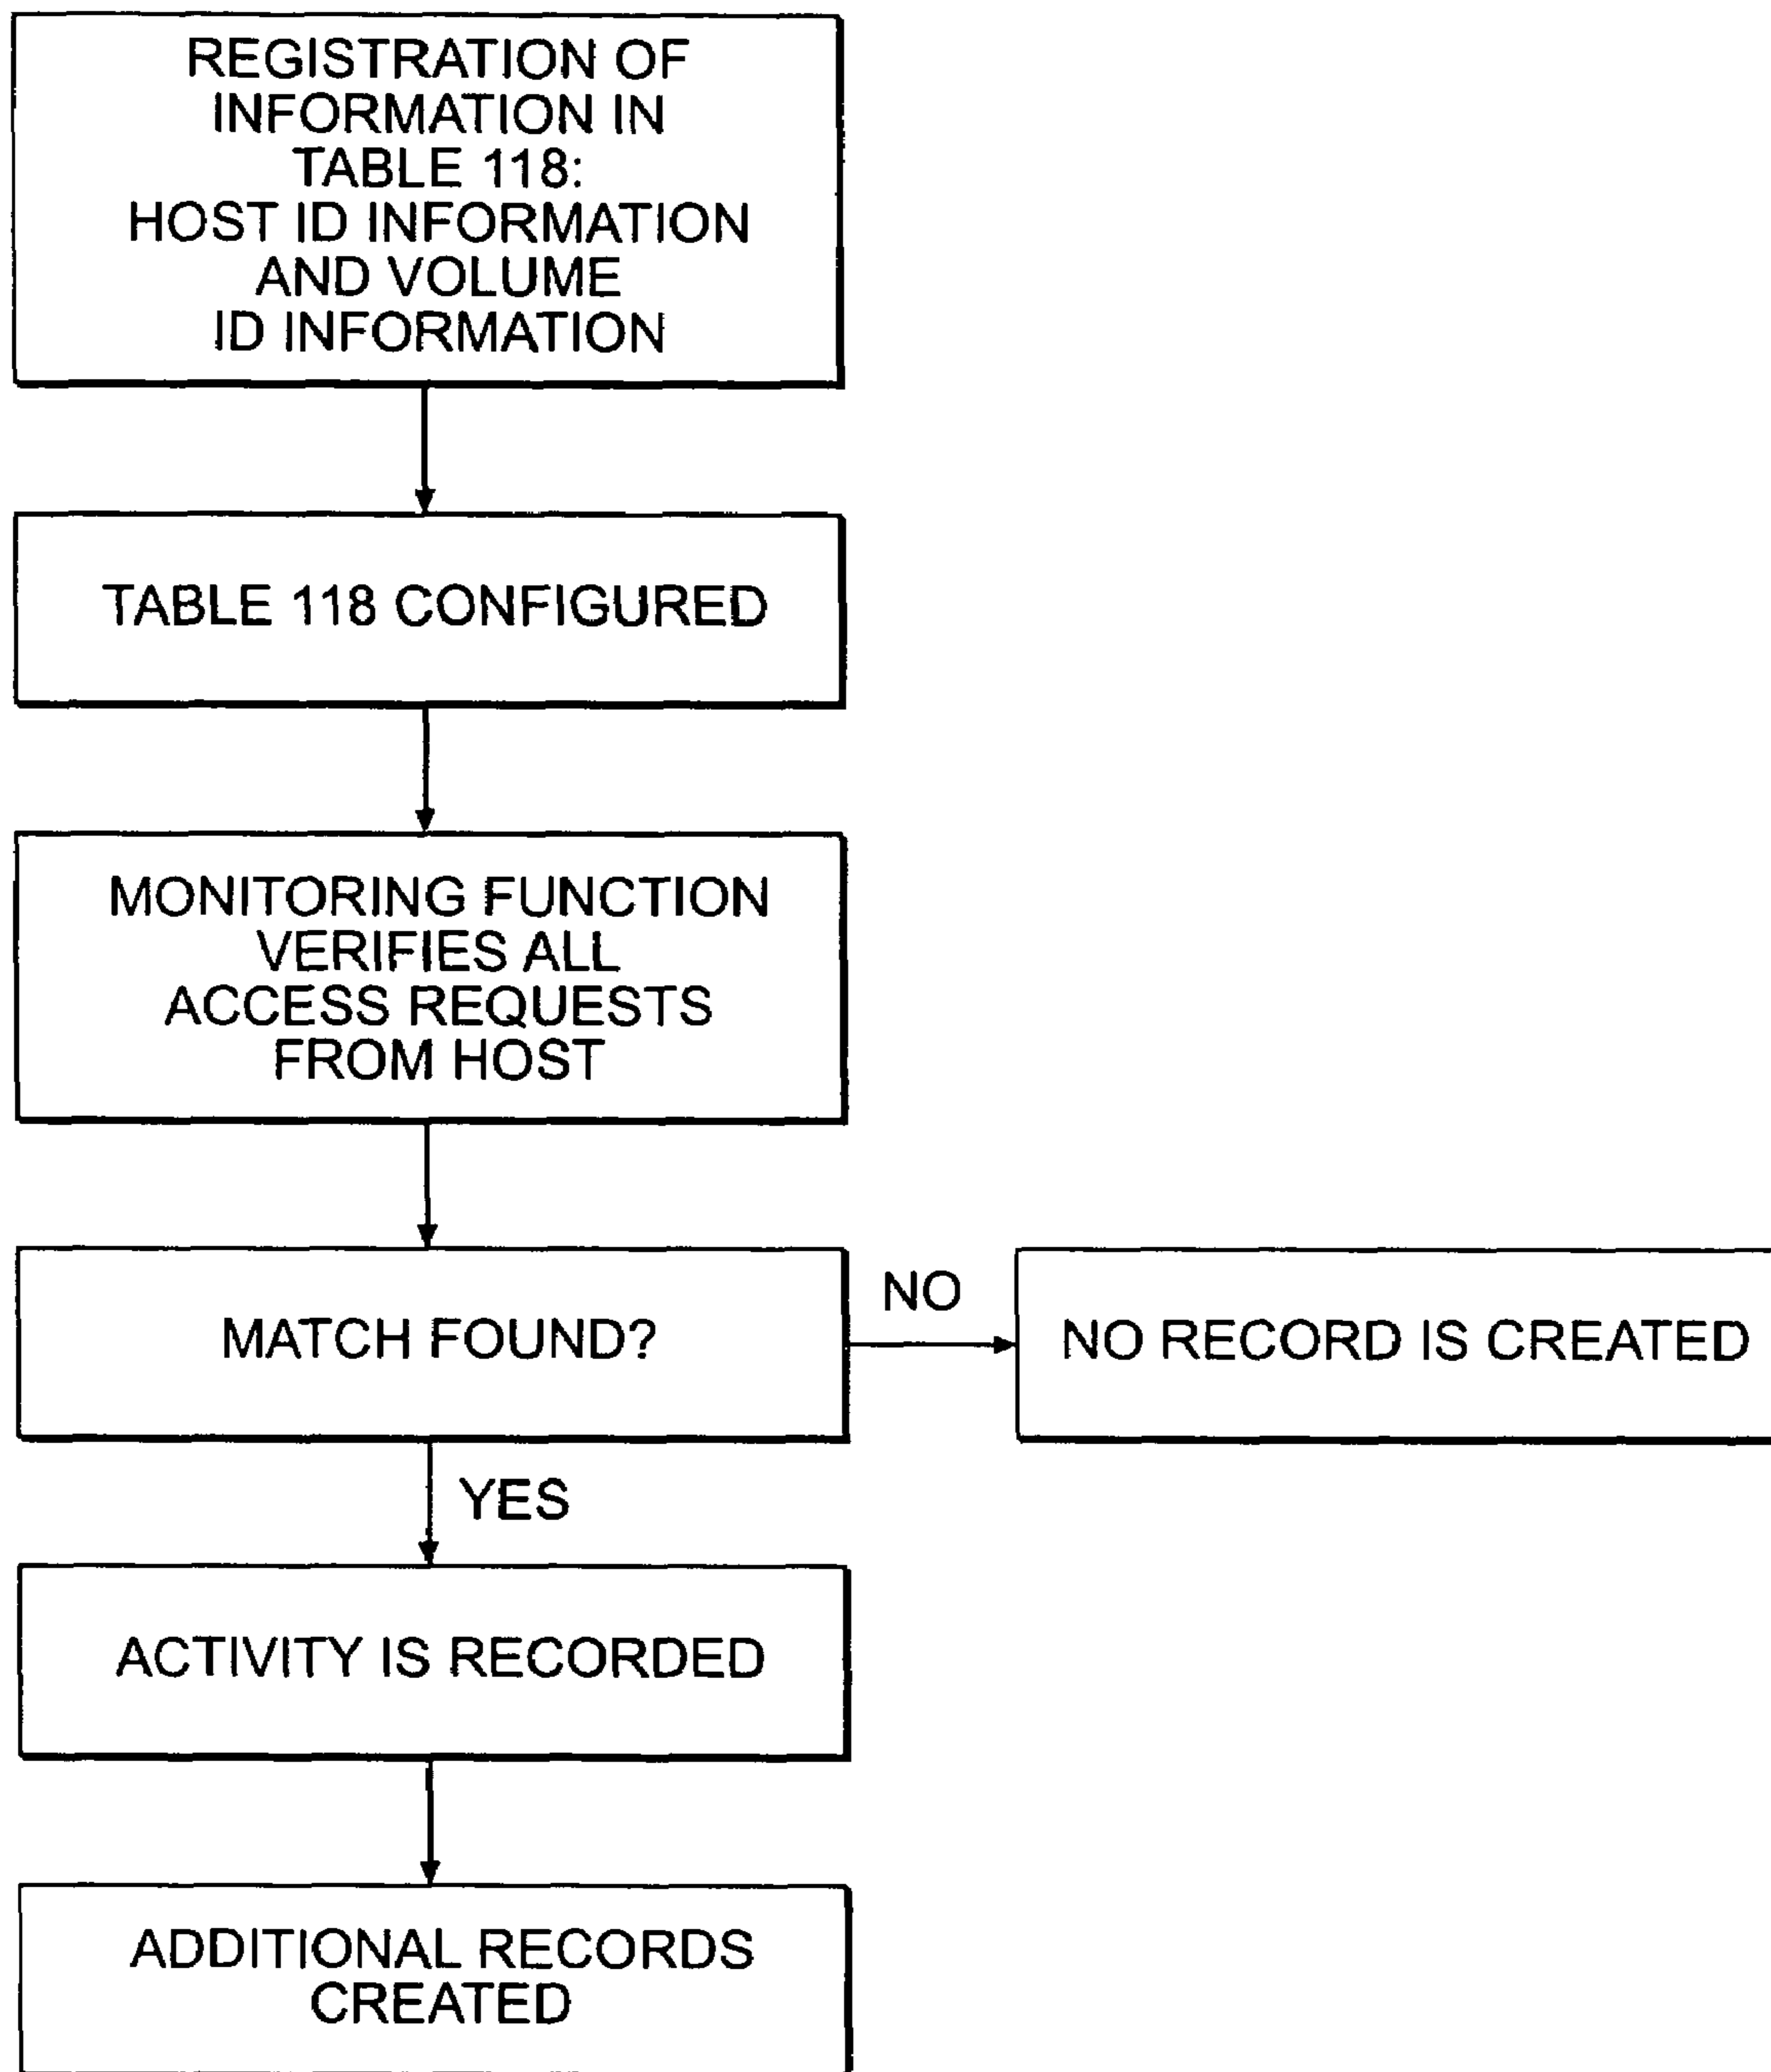 REGISTRATION OF
INFORMATION IN
TABLE 118:
HOST ID INFORMATION
AND VOLUME
ID INFORMATION
TABLE 118 CONFIGURED
MONITORING FUNCTION
VERIFIES ALL
ACCESS REQUESTS
FROM HOST
MATCH FOUND?
NO
NO RECORD IS CREATED
YES
ACTIVITY IS RECORDED
ADDITIONAL RECORDS
CREATED